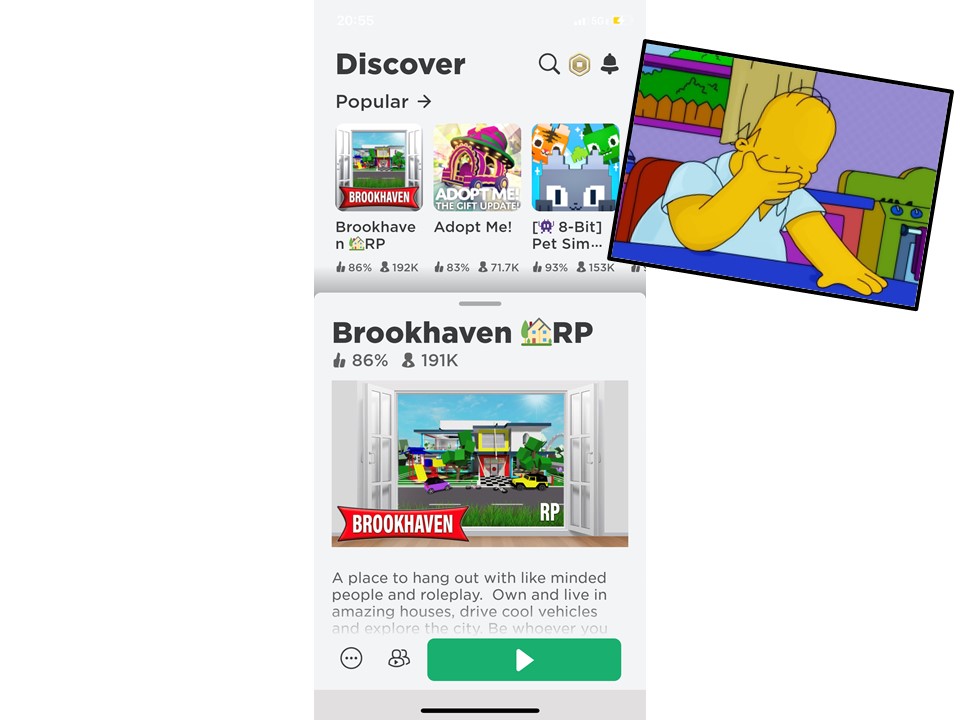 20:55
5G
Discover
Popular →
BROOKHAVEN
ADOPT ME!
THE GIFT UPDATE!
Brookhave
n 🏡RP
Adopt Me!
[👾 8-Bit]
Pet Sim...
86% 192K
83% 71.7K
93% 153K
Brookhaven 🏡RP
86% 191K
BROOKHAVEN
RP
A place to hang out with like minded
people and roleplay. Own and live in
amazing houses, drive cool vehicles
and explore the city. Be whoever you